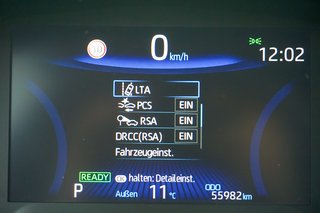 0 km/h
12:02
LTA
PCS EIN
RSA EIN
DRCC(RSA) EIN
Fahrzeugeinst.
READY OK halten: Detaileinst.
P Außen 11°C ODO 55982 km